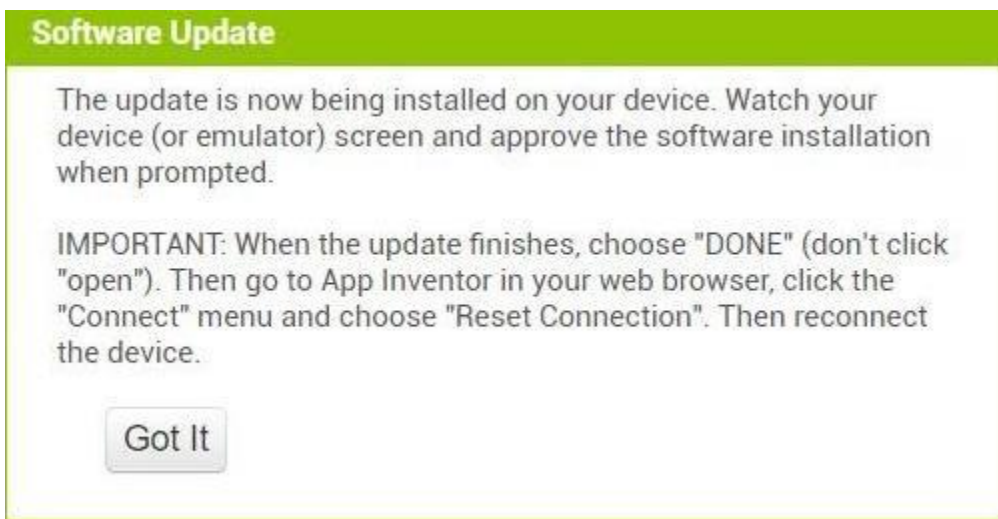 Software Update
The update is now being installed on your device. Watch your
device (or emulator) screen and approve the software installation
when prompted.
IMPORTANT: When the update finishes, choose "DONE" (don't click
"open"). Then go to App Inventor in your web browser, click the
"Connect" menu and choose "Reset Connection". Then reconnect
the device.
Got It